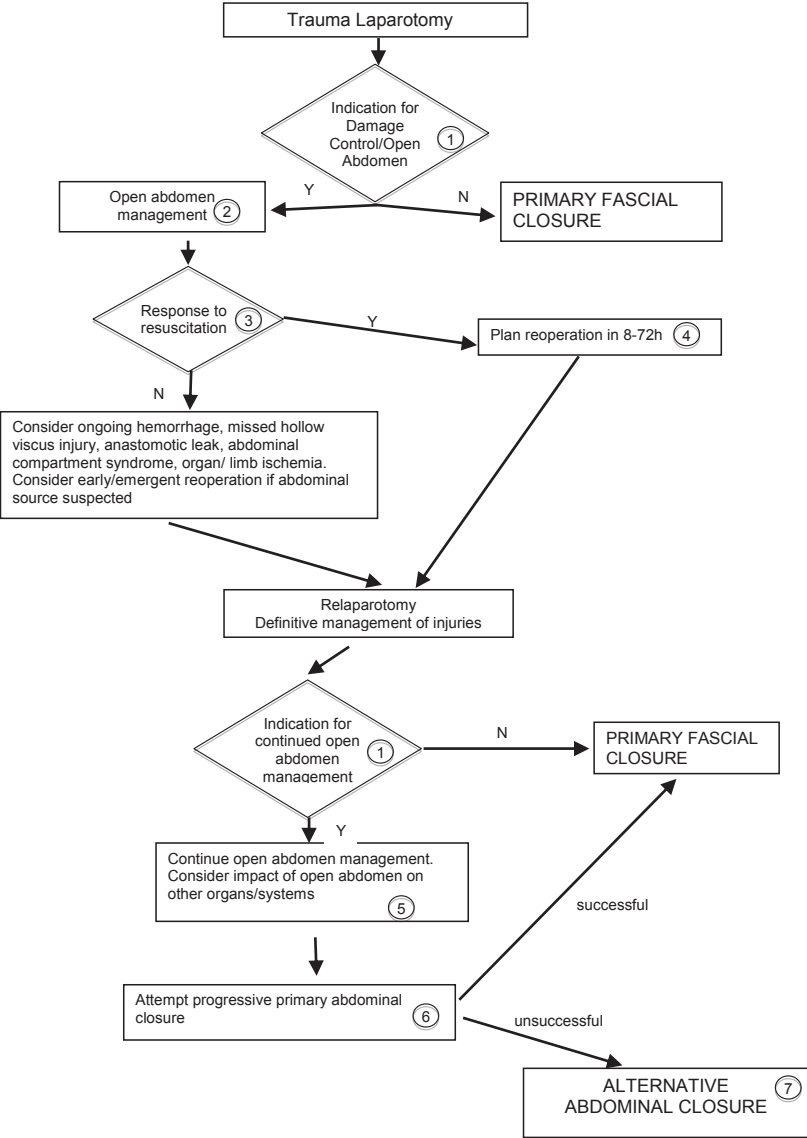 Trauma Laparotomy
Indication for
Damage
Control/Open
Abdomen
1
Y
N
Open abdomen
management
2
PRIMARY FASCIAL
CLOSURE
Response to
resuscitation
3
Y
Plan reoperation in 8-72h
4
N
Consider ongoing hemorrhage, missed hollow
viscus injury, anastomotic leak, abdominal
compartment syndrome, organ/ limb ischemia.
Consider early/emergent reoperation if abdominal
source suspected
Relaparotomy
Definitive management of injuries
Indication for
continued open
abdomen
management
1
N
PRIMARY FASCIAL
CLOSURE
Y
Continue open abdomen management.
Consider impact of open abdomen on
other organs/systems
5
successful
Attempt progressive primary abdominal
closure
6
unsuccessful
ALTERNATIVE
ABDOMINAL CLOSURE
7